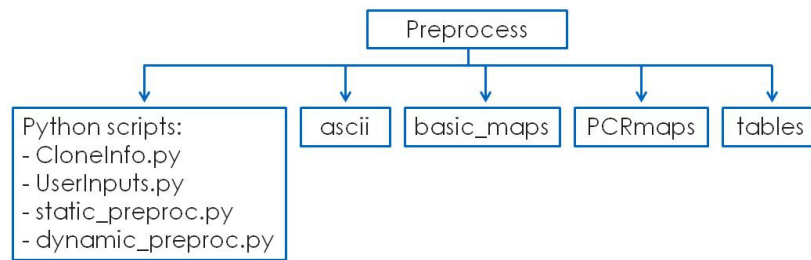 Preprocess
Python scripts:
- CloneInfo.py
- UserInputs.py
- static_preproc.py
- dynamic_preproc.py
ascii
basic_maps
PCRmaps
tables